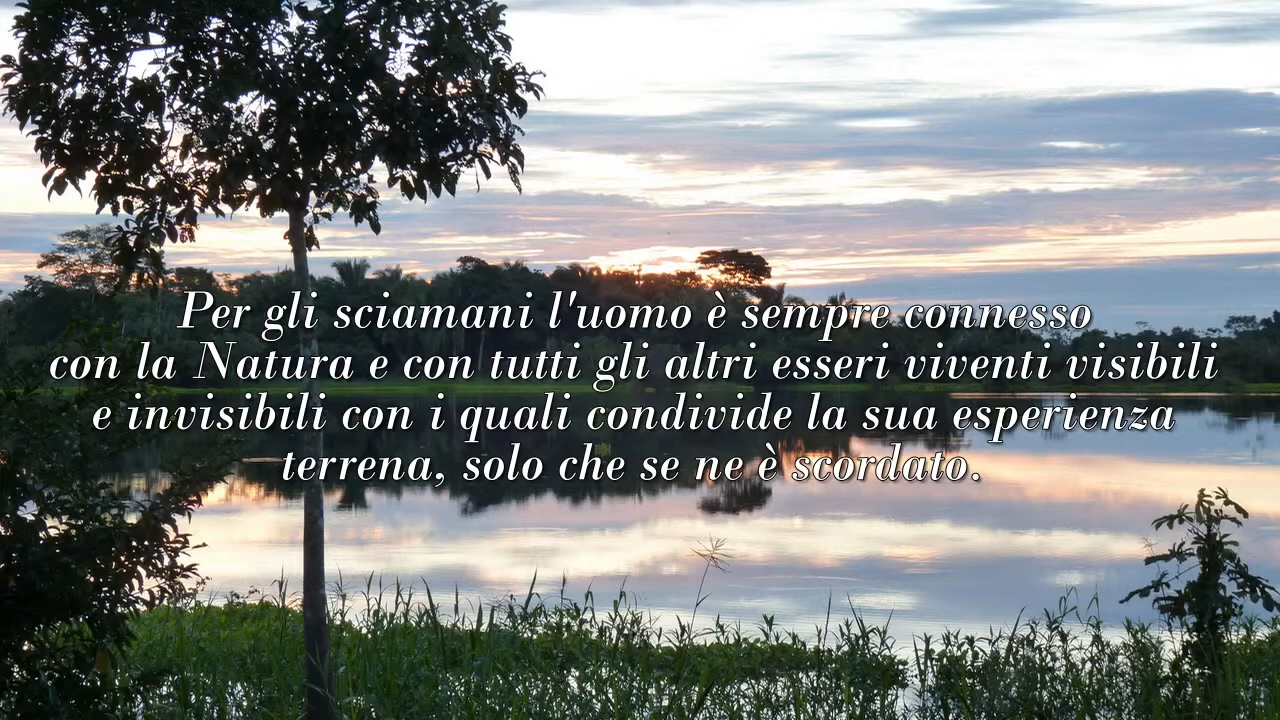 Per gli sciamani l'uomo è sempre connesso
con la Natura e con tutti gli altri esseri viventi visibili
e invisibili con i quali condivide la sua esperienza
terrena, solo che se ne è scordato.